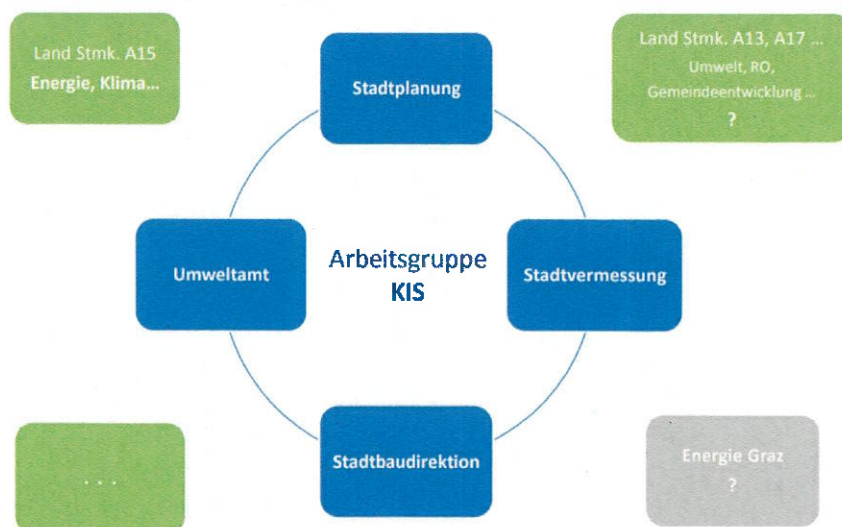 Land Stmk. A15
Energie, Klima...
Stadtplanung
Land Stmk. A13, A17 ...
Umwelt, RO,
Gemeindeentwicklung ...
?
Umweltamt
Arbeitsgruppe
KIS
Stadtvermessung
. . .
Stadtbaudirektion
Energie Graz
?